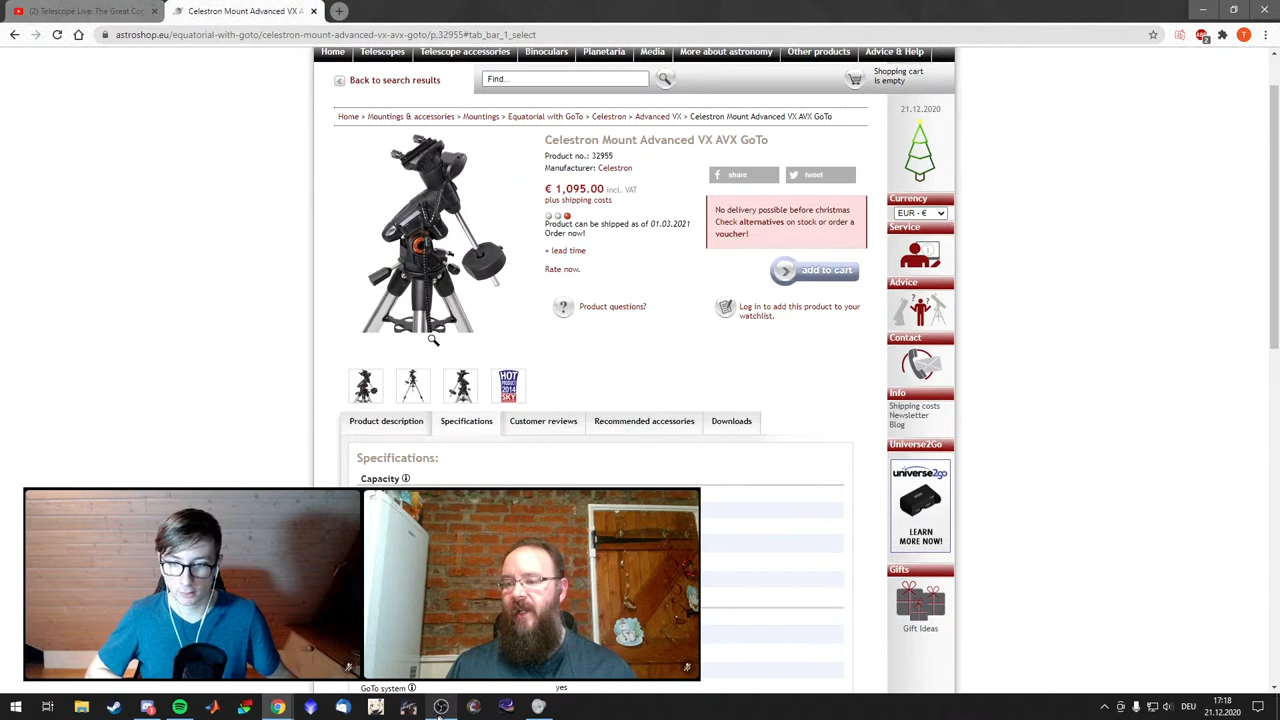 (2) Telescope Live: The Great Co
Celestron Mount Advanced VX A
astroshop.eu/equatorial-with-goto/celestron-mount-advanced-vx-avx-goto/p,32955#tab_bar_1_select
Home
Telescopes
Telescope accessories
Binoculars
Planetaria
Media
More about astronomy
Other products
Advice & Help
Back to search results
Find...
Shopping cart
is empty
Home > Mountings & accessories > Mountings > Equatorial with GoTo > Celestron > Advanced VX > Celestron Mount Advanced VX AVX GoTo
Celestron Mount Advanced VX AVX GoTo
Product no.: 32955
Manufacturer: Celestron
€ 1,095.00 incl. VAT
plus shipping costs
Product can be shipped as of 01.03.2021
Order now!
+ lead time
Rate now.
Product questions?
share
tweet
No delivery possible before christmas
Check alternatives on stock or order a
voucher!
add to cart
Log in to add this product to your
watchlist.
HOT
PRODUCT
2014
SKY
Product description
Specifications
Customer reviews
Recommended accessories
Downloads
Specifications:
Capacity
GoTo system
yes
21.12.2020
Currency
EUR - €
Service
Advice
Contact
Info
Shipping costs
Newsletter
Blog
Universe2Go
universe2go
LEARN
MORE NOW!
Gifts
Gift Ideas
DEU
17:18
21.12.2020